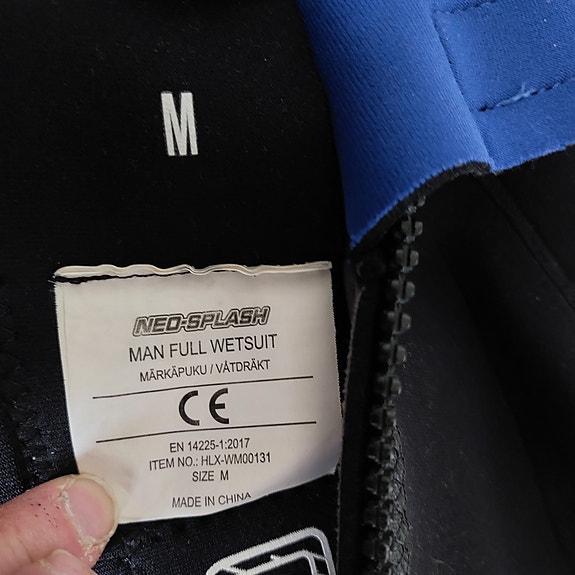 M
NEO-SPLASH
MAN FULL WETSUIT
MÄRKÄPUKU / VÅTDRÄKT
CE
EN 14225-1:2017
ITEM NO.: HLX-WM00131
SIZE M
MADE IN CHINA